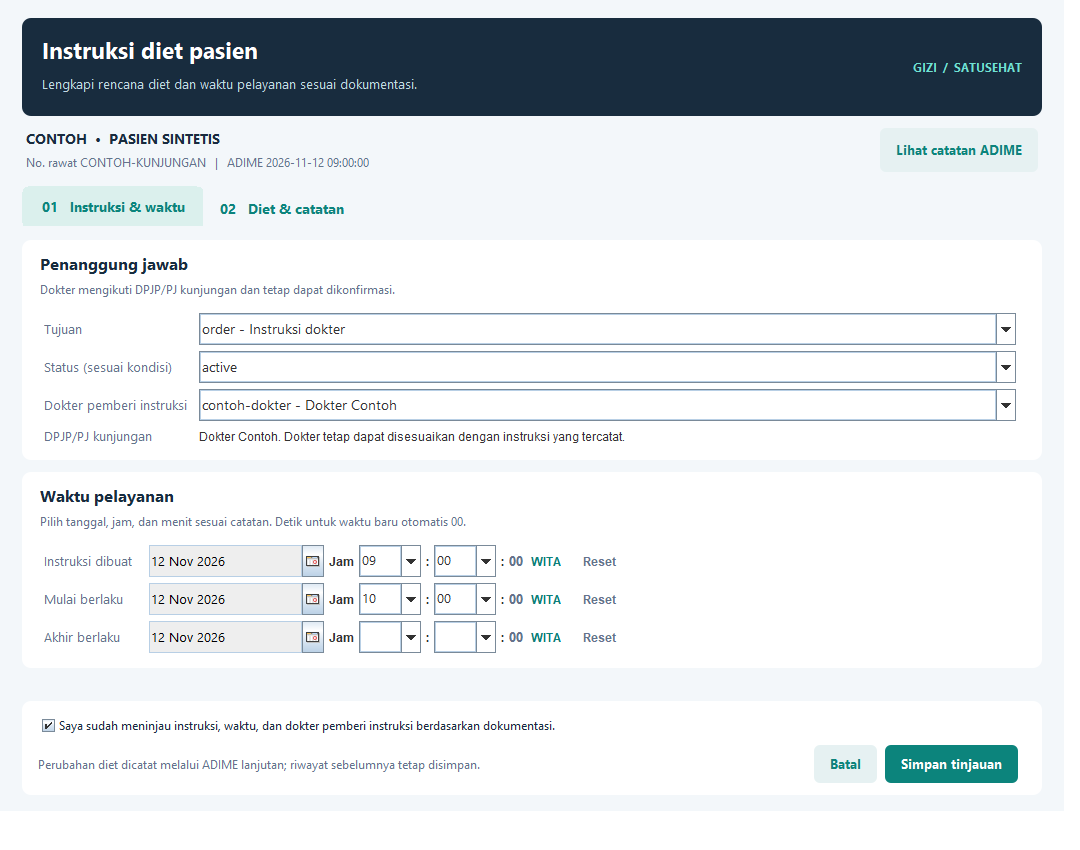 Instruksi diet pasien
Lengkapi rencana diet dan waktu pelayanan sesuai dokumentasi.
GIZI / SATUSEHAT
CONTOH • PASIEN SINTETIS
No. rawat CONTOH-KUNJUNGAN | ADIME 2026-11-12 09:00:00
Lihat catatan ADIME
01 Instruksi & waktu
02 Diet & catatan
Penanggung jawab
Dokter mengikuti DPJP/PJ kunjungan dan tetap dapat dikonfirmasi.
Tujuan order - Instruksi dokter
Status (sesuai kondisi) active
Dokter pemberi instruksi contoh-dokter - Dokter Contoh
DPJP/PJ kunjungan Dokter Contoh. Dokter tetap dapat disesuaikan dengan instruksi yang tercatat.
Waktu pelayanan
Pilih tanggal, jam, dan menit sesuai catatan. Detik untuk waktu baru otomatis 00.
Instruksi dibuat 12 Nov 2026 Jam 09 : 00 : 00 WITA Reset
Mulai berlaku 12 Nov 2026 Jam 10 : 00 : 00 WITA Reset
Akhir berlaku 12 Nov 2026 Jam : : 00 WITA Reset
Saya sudah meninjau instruksi, waktu, dan dokter pemberi instruksi berdasarkan dokumentasi.
Perubahan diet dicatat melalui ADIME lanjutan; riwayat sebelumnya tetap disimpan.
Batal
Simpan tinjauan